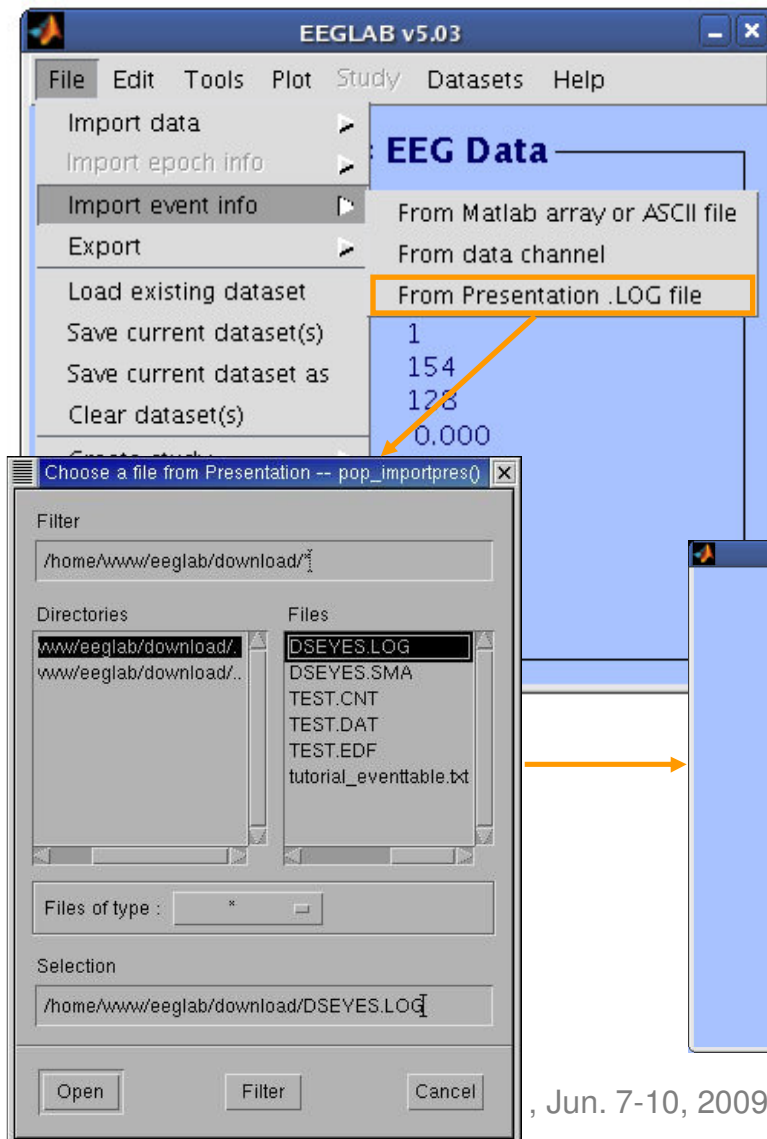 EEGLAB v5.03
File Edit Tools Plot Study Datasets Help
Import data
Import epoch info
Import event info
Export
Load existing dataset
Save current dataset(s)
Save current dataset as
Clear dataset(s)
: EEG Data
From Matlab array or ASCII file
From data channel
From Presentation .LOG file
1
154
128
0.000
Choose a file from Presentation -- pop_importpres()
Filter
/home/www/eeglab/download/*
Directories
www/eeglab/download/.
www/eeglab/download/..
Files
DSEYES.LOG
DSEYES.SMA
TEST.CNT
TEST.DAT
TEST.EDF
tutorial_eventtable.txt
Files of type : *
Selection
/home/www/eeglab/download/DSEYES.LOG
Open Filter Cancel
, Jun. 7-10, 2009